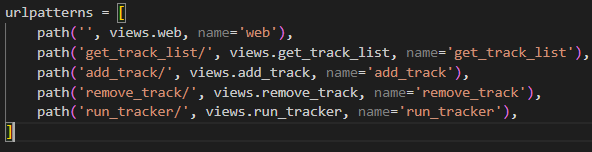 urlpatterns = [
    path('', views.web, name='web'),
    path('get_track_list/', views.get_track_list, name='get_track_list'),
    path('add_track/', views.add_track, name='add_track'),
    path('remove_track/', views.remove_track, name='remove_track'),
    path('run_tracker/', views.run_tracker, name='run_tracker'),
]